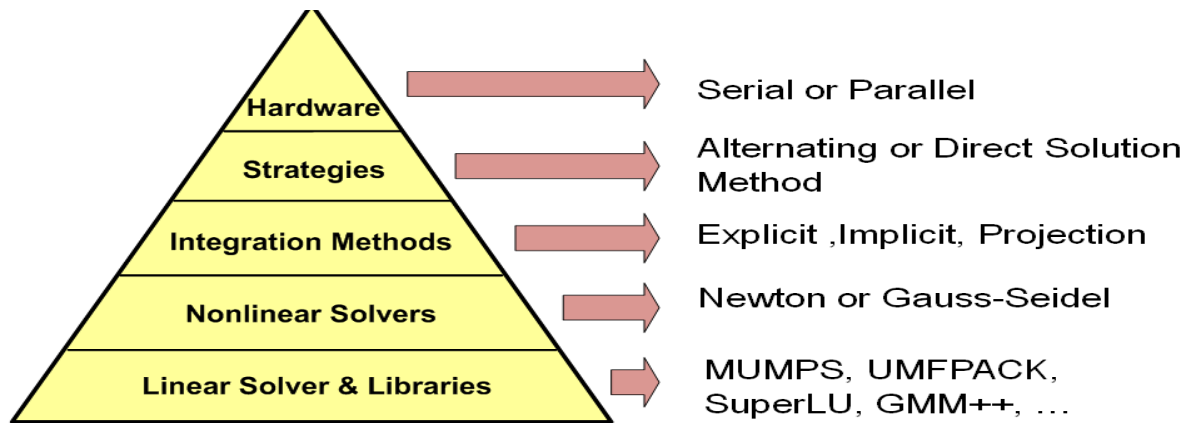 Hardware
Serial or Parallel
Strategies
Alternating or Direct Solution
Method
Integration Methods
Explicit ,Implicit, Projection
Nonlinear Solvers
Newton or Gauss-Seidel
Linear Solver & Libraries
MUMPS, UMFPACK,
SuperLU, GMM++, ...